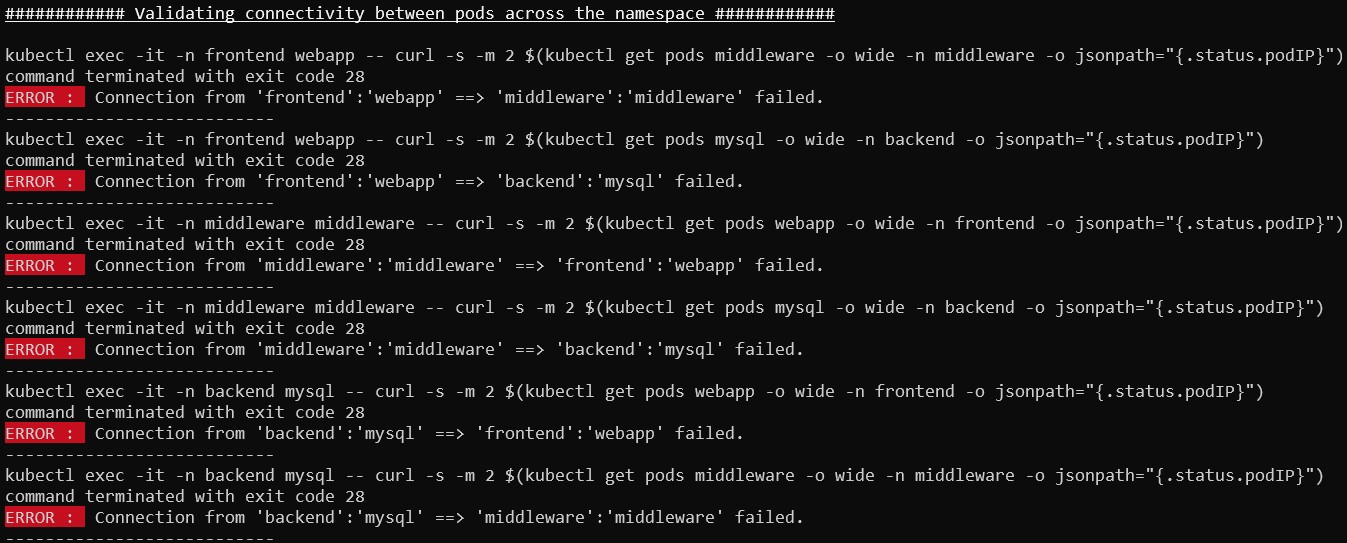 ############ Validating connectivity between pods across the namespace ############
kubectl exec -it -n frontend webapp -- curl -s -m 2 $(kubectl get pods middleware -o wide -n middleware -o jsonpath="{.status.podIP}")
command terminated with exit code 28
ERROR : Connection from 'frontend':'webapp' ==> 'middleware':'middleware' failed.
---------------------------
kubectl exec -it -n frontend webapp -- curl -s -m 2 $(kubectl get pods mysql -o wide -n backend -o jsonpath="{.status.podIP}")
command terminated with exit code 28
ERROR : Connection from 'frontend':'webapp' ==> 'backend':'mysql' failed.
---------------------------
kubectl exec -it -n middleware middleware -- curl -s -m 2 $(kubectl get pods webapp -o wide -n frontend -o jsonpath="{.status.podIP}")
command terminated with exit code 28
ERROR : Connection from 'middleware':'middleware' ==> 'frontend':'webapp' failed.
---------------------------
kubectl exec -it -n middleware middleware -- curl -s -m 2 $(kubectl get pods mysql -o wide -n backend -o jsonpath="{.status.podIP}")
command terminated with exit code 28
ERROR : Connection from 'middleware':'middleware' ==> 'backend':'mysql' failed.
---------------------------
kubectl exec -it -n backend mysql -- curl -s -m 2 $(kubectl get pods webapp -o wide -n frontend -o jsonpath="{.status.podIP}")
command terminated with exit code 28
ERROR : Connection from 'backend':'mysql' ==> 'frontend':'webapp' failed.
---------------------------
kubectl exec -it -n backend mysql -- curl -s -m 2 $(kubectl get pods middleware -o wide -n middleware -o jsonpath="{.status.podIP}")
command terminated with exit code 28
ERROR : Connection from 'backend':'mysql' ==> 'middleware':'middleware' failed.
---------------------------